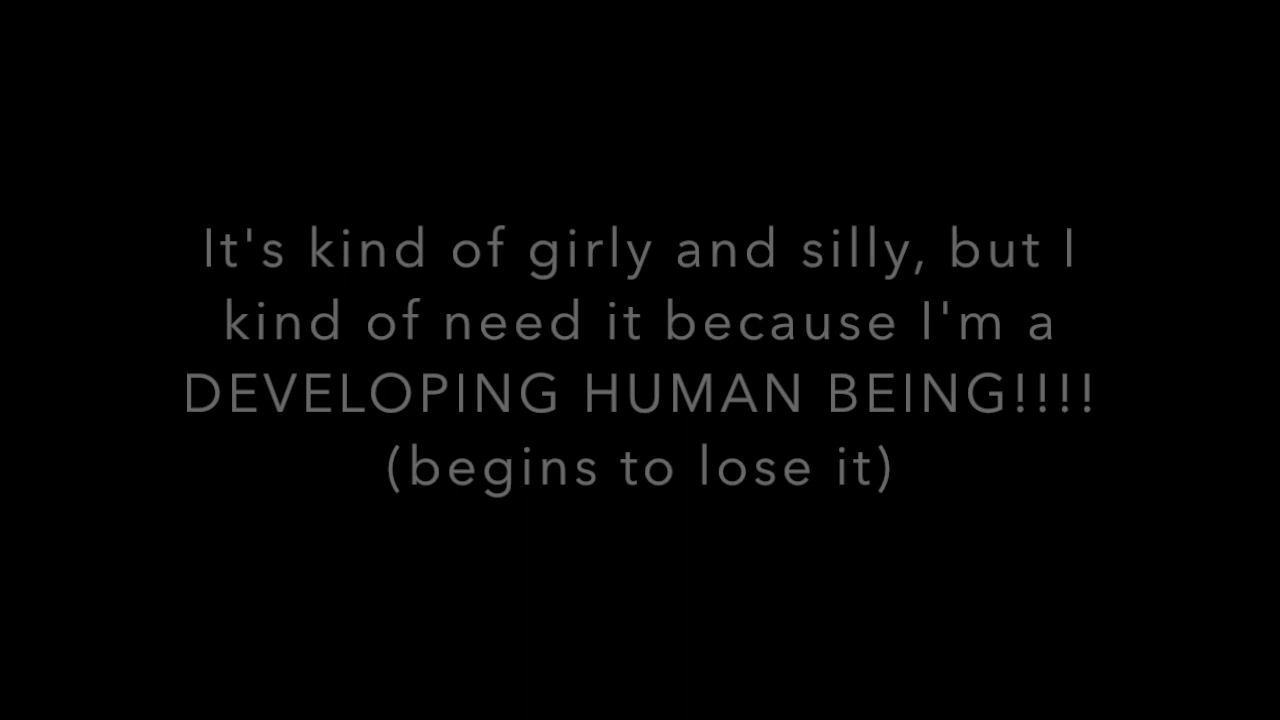 It's kind of girly and silly, but I
kind of need it because I'm a
DEVELOPING HUMAN BEING!!!!
(begins to lose it)